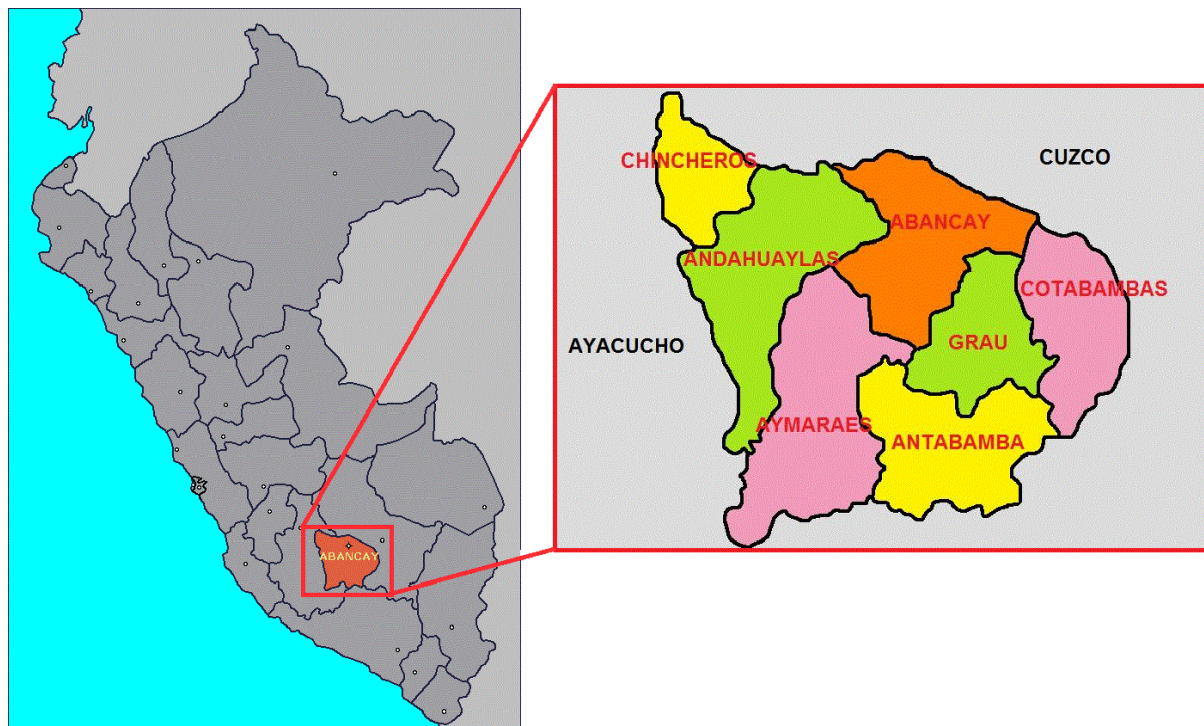 ABANCAY
CHINCHEROS
CUZCO
ABANCAY
ANDAHUAYLAS
COTABAMBAS
AYACUCHO
GRAU
AYMARAES
ANTABAMBA